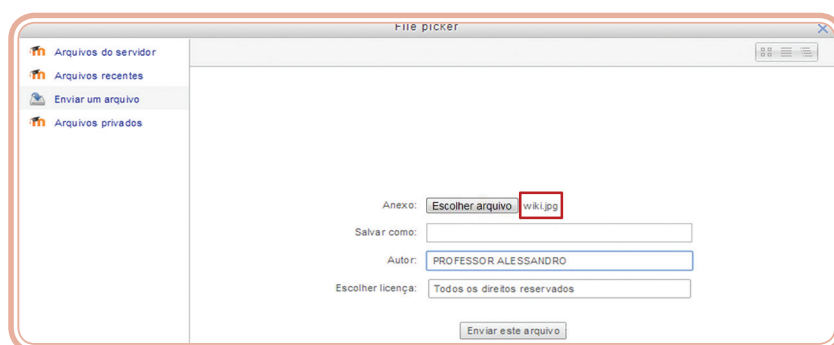 File picker
Arquivos do servidor
Arquivos recentes
Enviar um arquivo
Arquivos privados
Anexo: Escolher arquivo wiki.jpg
Salvar como:
Autor: PROFESSOR ALESSANDRO
Escolher licença: Todos os direitos reservados
Enviar este arquivo